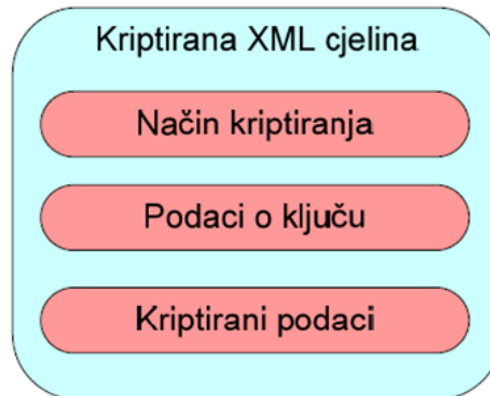 Kriptirana XML cjelina
Način kriptiranja
Podaci o ključu
Kriptirani podaci